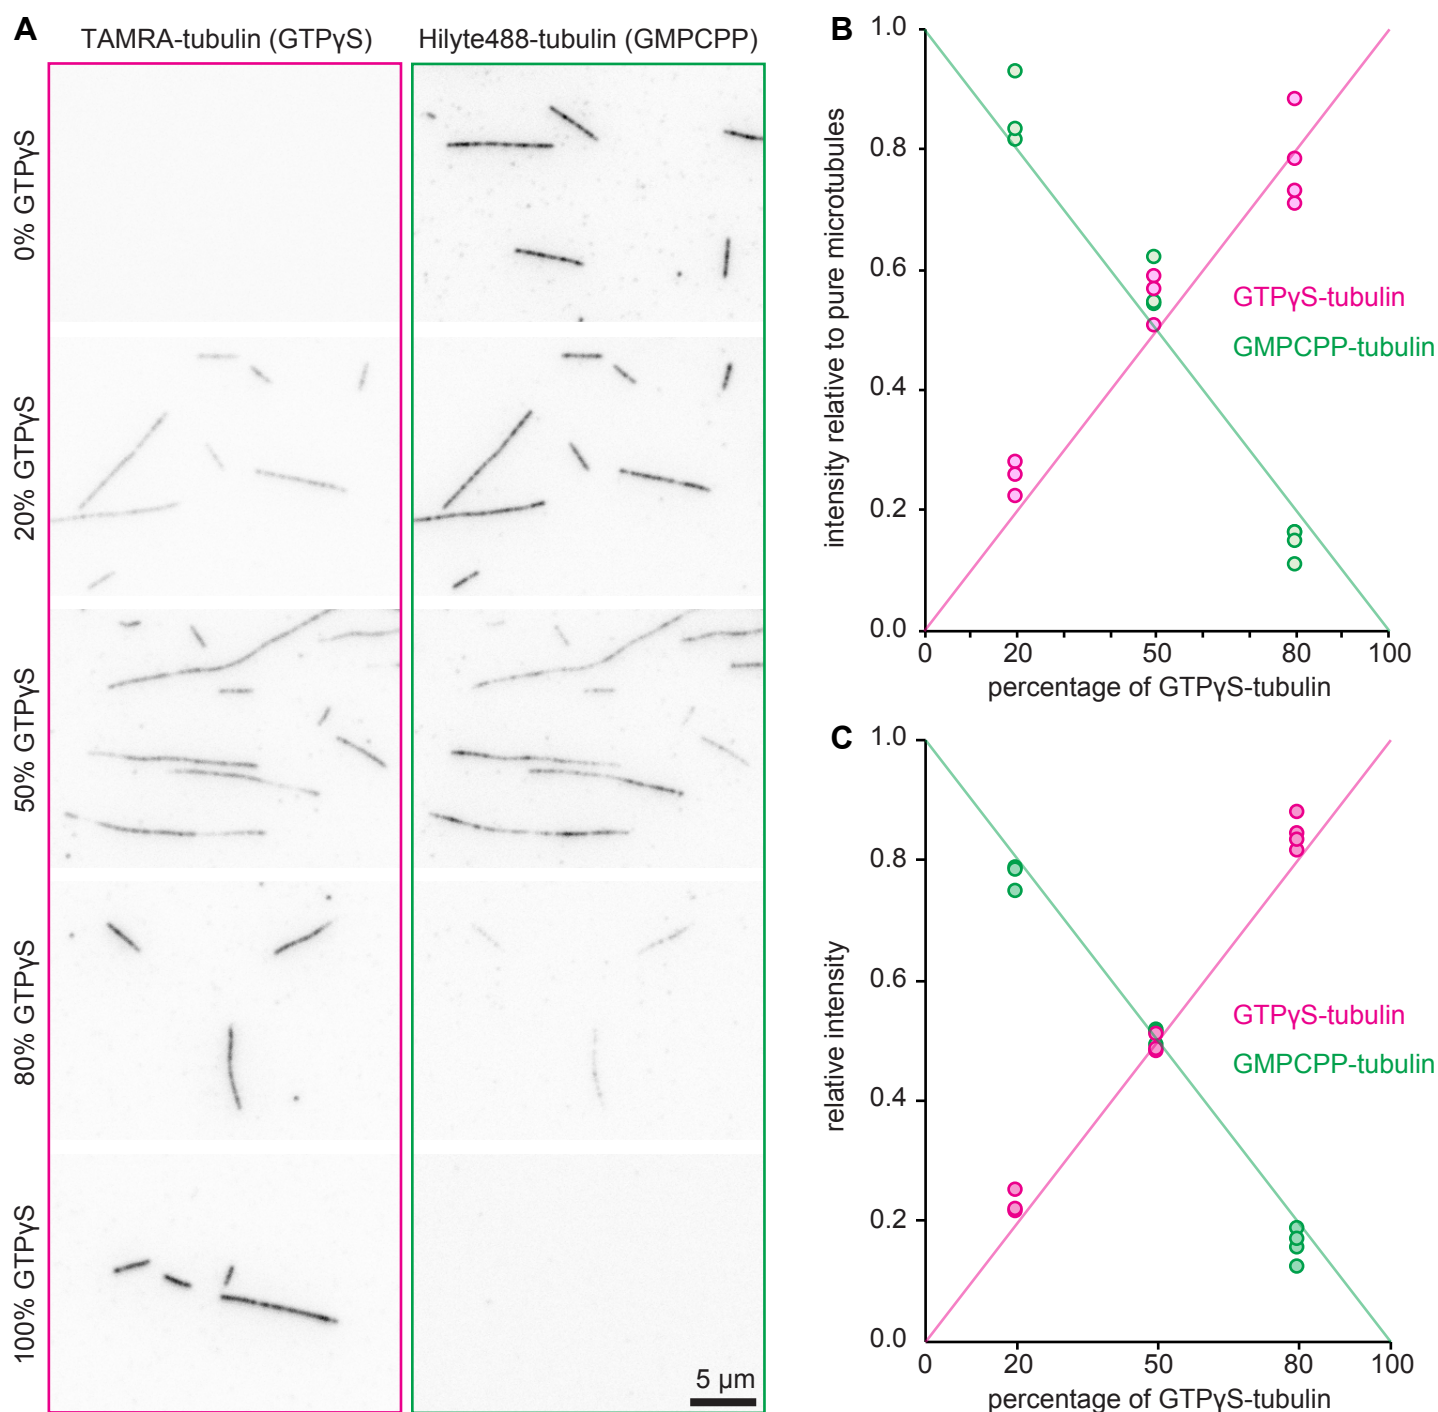 A
TAMRA-tubulin (GTPγS)
Hilyte488-tubulin (GMPCPP)
0% GTPγS
20% GTPγS
50% GTPγS
80% GTPγS
100% GTPγS
5 µm
B
intensity relative to pure microtubules
1.0
0.8
0.6
0.4
0.2
0.0
GTPγS-tubulin
GMPCPP-tubulin
0 20 50 80 100
percentage of GTPγS-tubulin
C
relative intensity
1.0
0.8
0.6
0.4
0.2
0.0
GTPγS-tubulin
GMPCPP-tubulin
0 20 50 80 100
percentage of GTPγS-tubulin